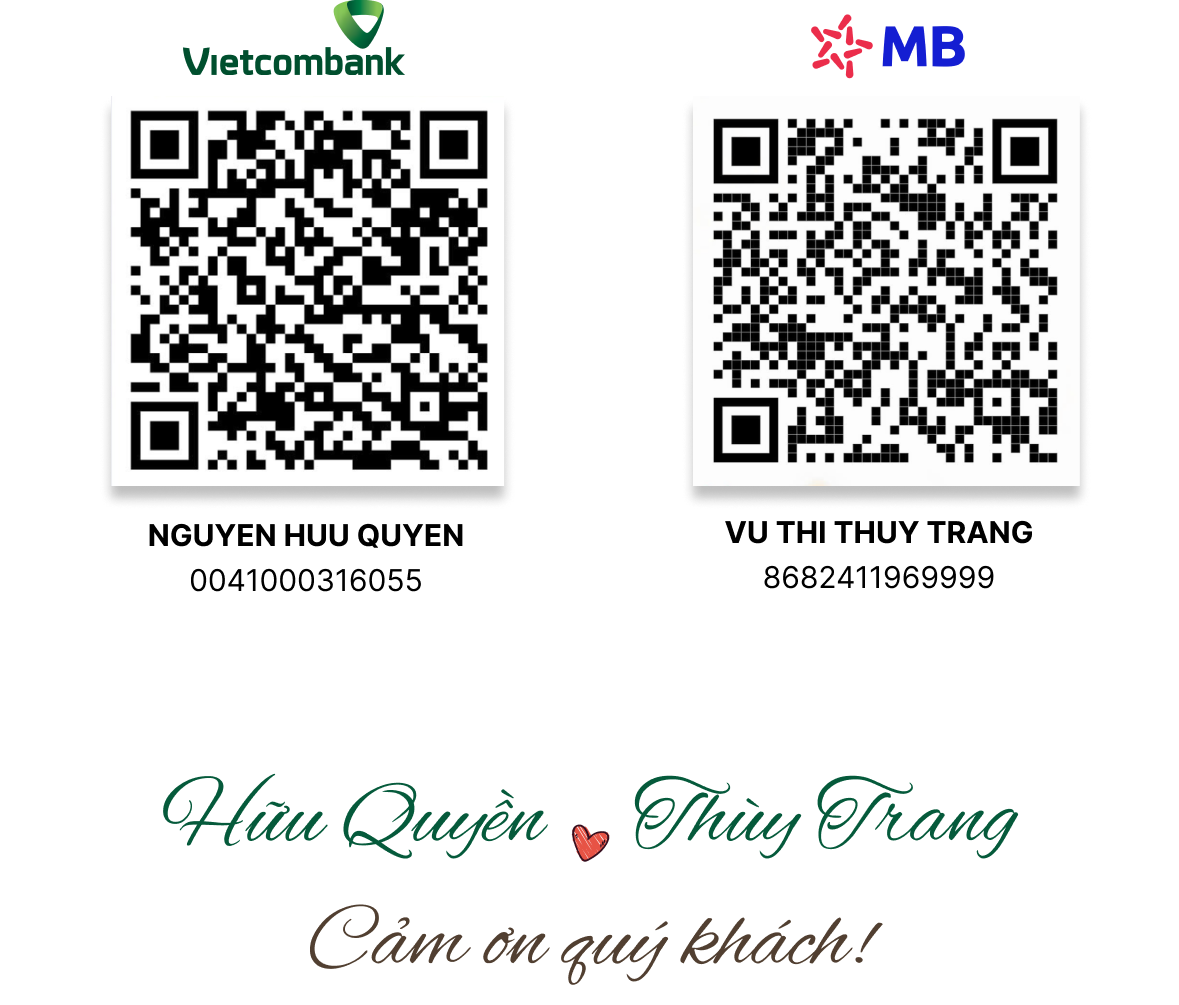 Vietcombank
MB
NGUYEN HUU QUYEN
0041000316055
VU THI THUY TRANG
8682411969999
Hữu Quyền Thùy Trang
Cảm ơn quý khách!